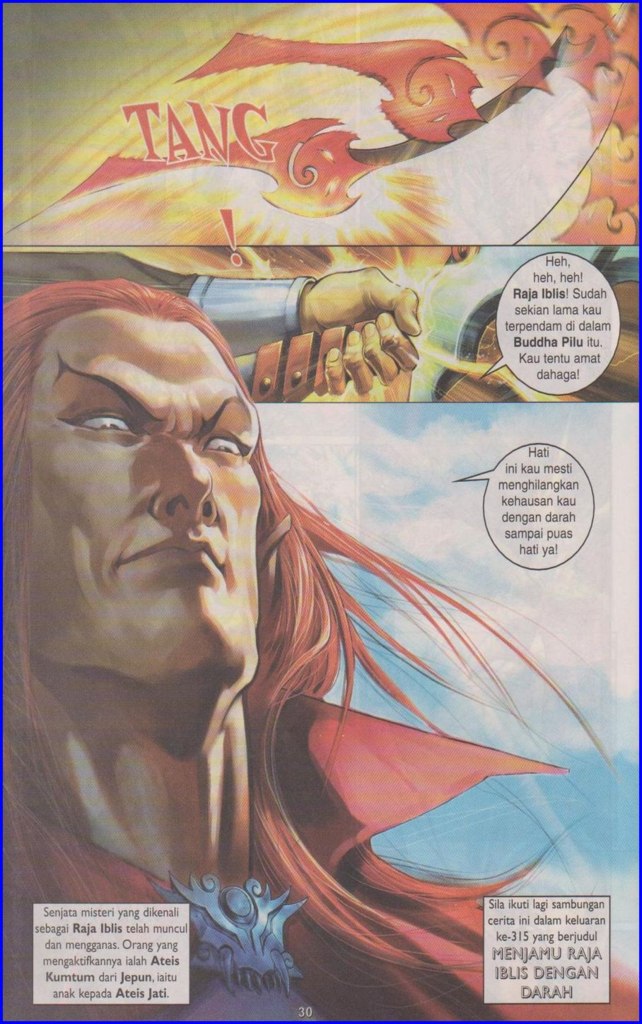 TANG
!
Heh,
heh, heh!
Raja Iblis! Sudah
sekian lama kau
terpendam di dalam
Buddha Pilu itu.
Kau tentu amat
dahaga!
Hati
ini kau mesti
menghilangkan
kehausan kau
dengan darah
sampai puas
hati ya!
Senjata misteri yang dikenali
sebagai Raja Iblis telah muncul
dan mengganas. Orang yang
mengaktifkannya ialah Ateis
Kumtum dari Jepun, iaitu
anak kepada Ateis Jati.
Sila ikuti lagi sambungan
cerita ini dalam keluaran
ke-315 yang berjudul
MENJAMU RAJA
IBLIS DENGAN
DARAH
30